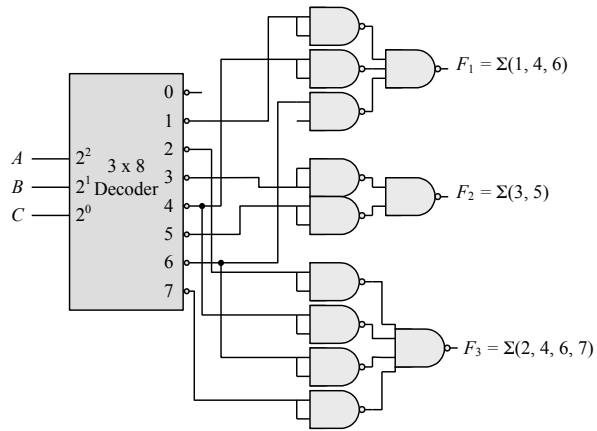 F₁ = Σ(1, 4, 6)
0
1
2
3
4
5
6
7
A
B
C
2²
2¹
2⁰
3 x 8
Decoder
F₂ = Σ(3, 5)
F₃ = Σ(2, 4, 6, 7)